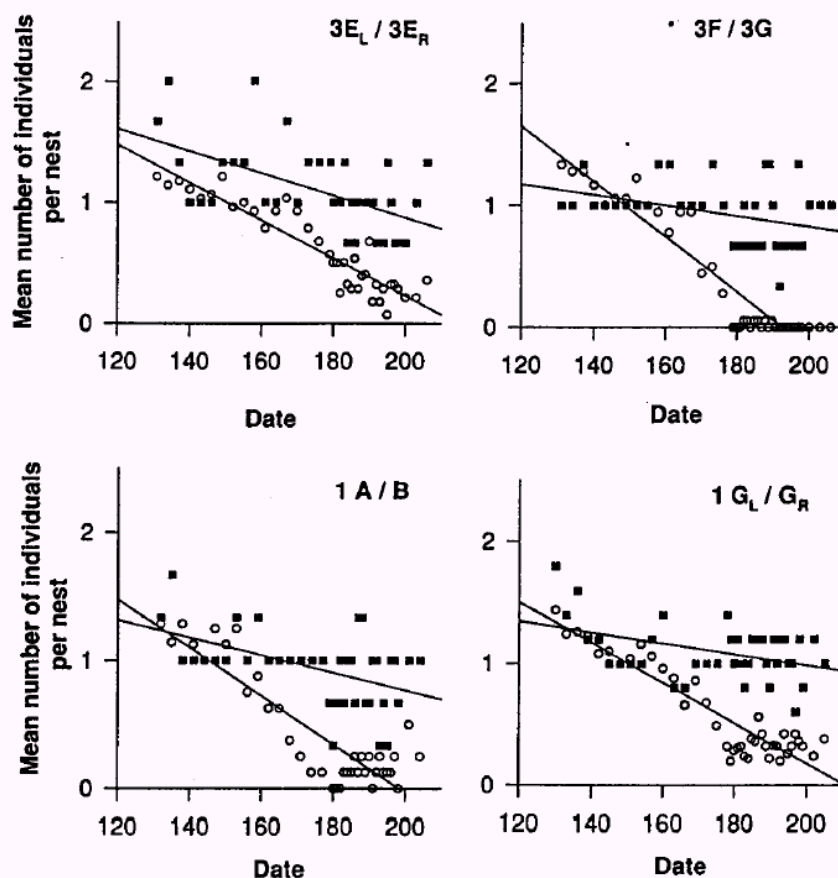 3E_L / 3E_R
3F / 3G
Mean number of individuals
per nest
2
1
0
120 140 160 180 200
Date
2
1
0
120 140 160 180 200
Date
1 A / B
1 G_L / G_R
Mean number of individuals
per nest
2
1
0
120 140 160 180 200
Date
2
1
0
120 140 160 180 200
Date